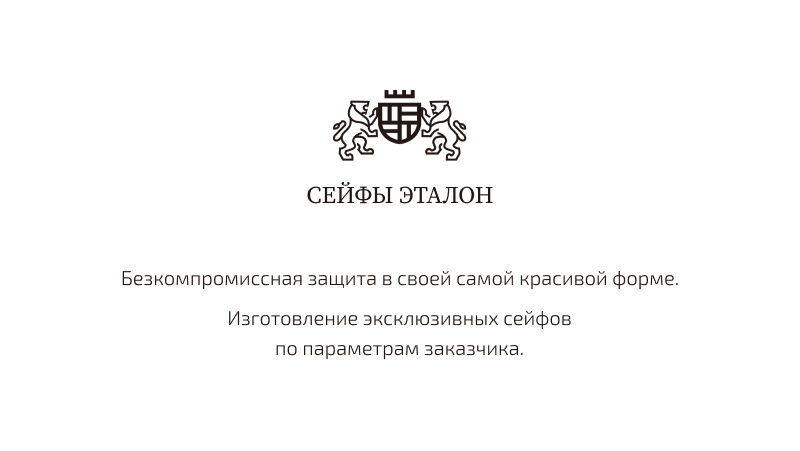 СЕЙФЫ ЭТАЛОН
Безкомпромиссная защита в своей самой красивой форме.
Изготовление эксклюзивных сейфов
по параметрам заказчика.